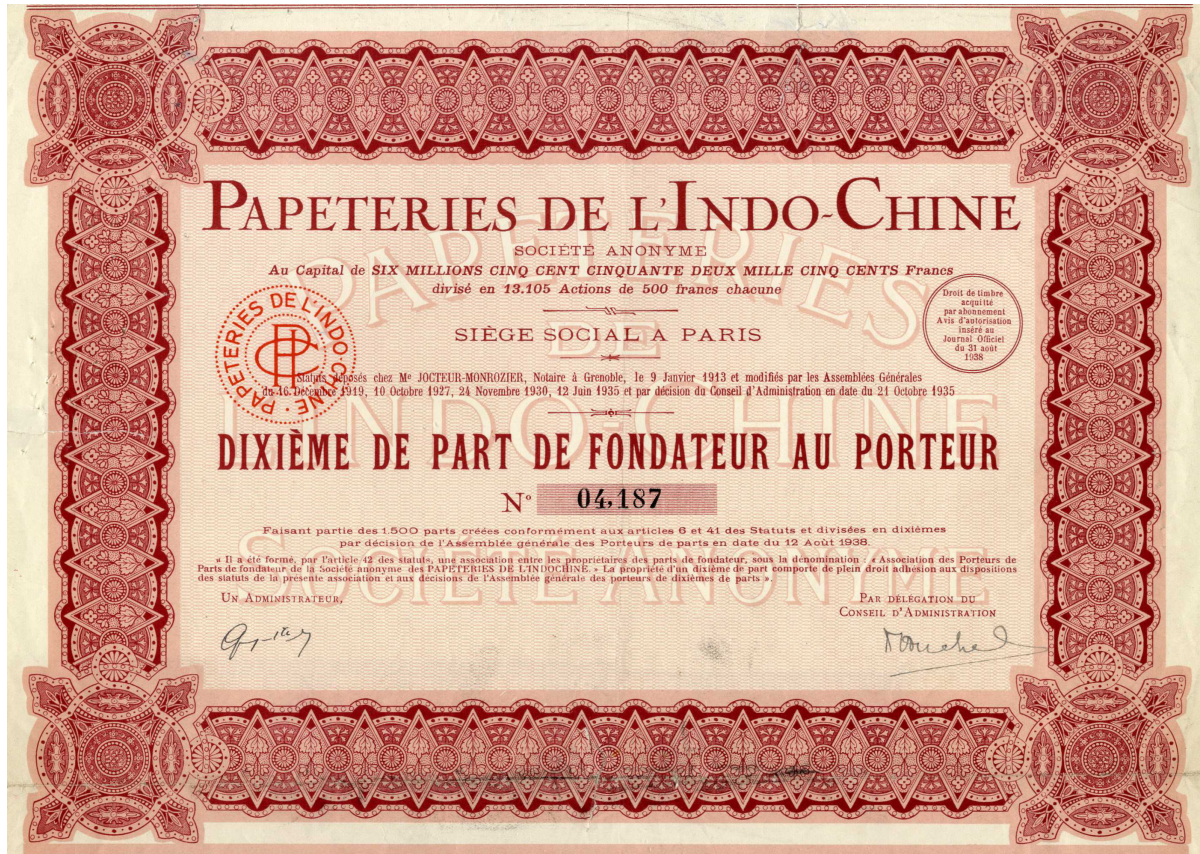 PAPETERIES DE L'INDO-CHINE
SOCIÉTÉ ANONYME
Au Capital de SIX MILLIONS CINQ CENT CINQUANTE DEUX MILLE CINQ CENTS Francs
divisé en 13.105 Actions de 500 francs chacune
SIÈGE SOCIAL A PARIS
PAPETERIES DE L'INDO-CHINE
PC
Droit de timbre
acquitté
par abonnement
Avis d'autorisation
inséré au
Journal Officiel
du 31 août
1938
Statuts déposés chez Me JOCTEUR-MONROZIER, Notaire à Grenoble, le 9 Janvier 1913 et modifiés par les Assemblées Générales
du 16 Décembre 1919, 10 Octobre 1927, 24 Novembre 1930, 12 Juin 1935 et par décision du Conseil d'Administration en date du 21 Octobre 1935
DIXIÈME DE PART DE FONDATEUR AU PORTEUR
No 04,187
Faisant partie des 1.500 parts créées conformément aux articles 6 et 41 des Statuts et divisées en dixièmes
par décision de l'Assemblée générale des Porteurs de parts en date du 12 Août 1938.
« Il a été formé, par l'article 42 des statuts, une association entre les propriétaires des parts de fondateur, sous la dénomination : « Association des Porteurs de
Parts de fondateur de la Société anonyme des PAPETERIES DE L'INDOCHINE. » La propriété d'un dixième de part comporte de plein droit adhésion aux dispositions
des statuts de la présente association et aux décisions de l'Assemblée générale des porteurs de dixièmes de parts ».
UN ADMINISTRATEUR,
PAR DÉLÉGATION DU
CONSEIL D'ADMINISTRATION
PAPETERIES
DE
L'INDO-CHINE
SOCIÉTÉ ANONYME